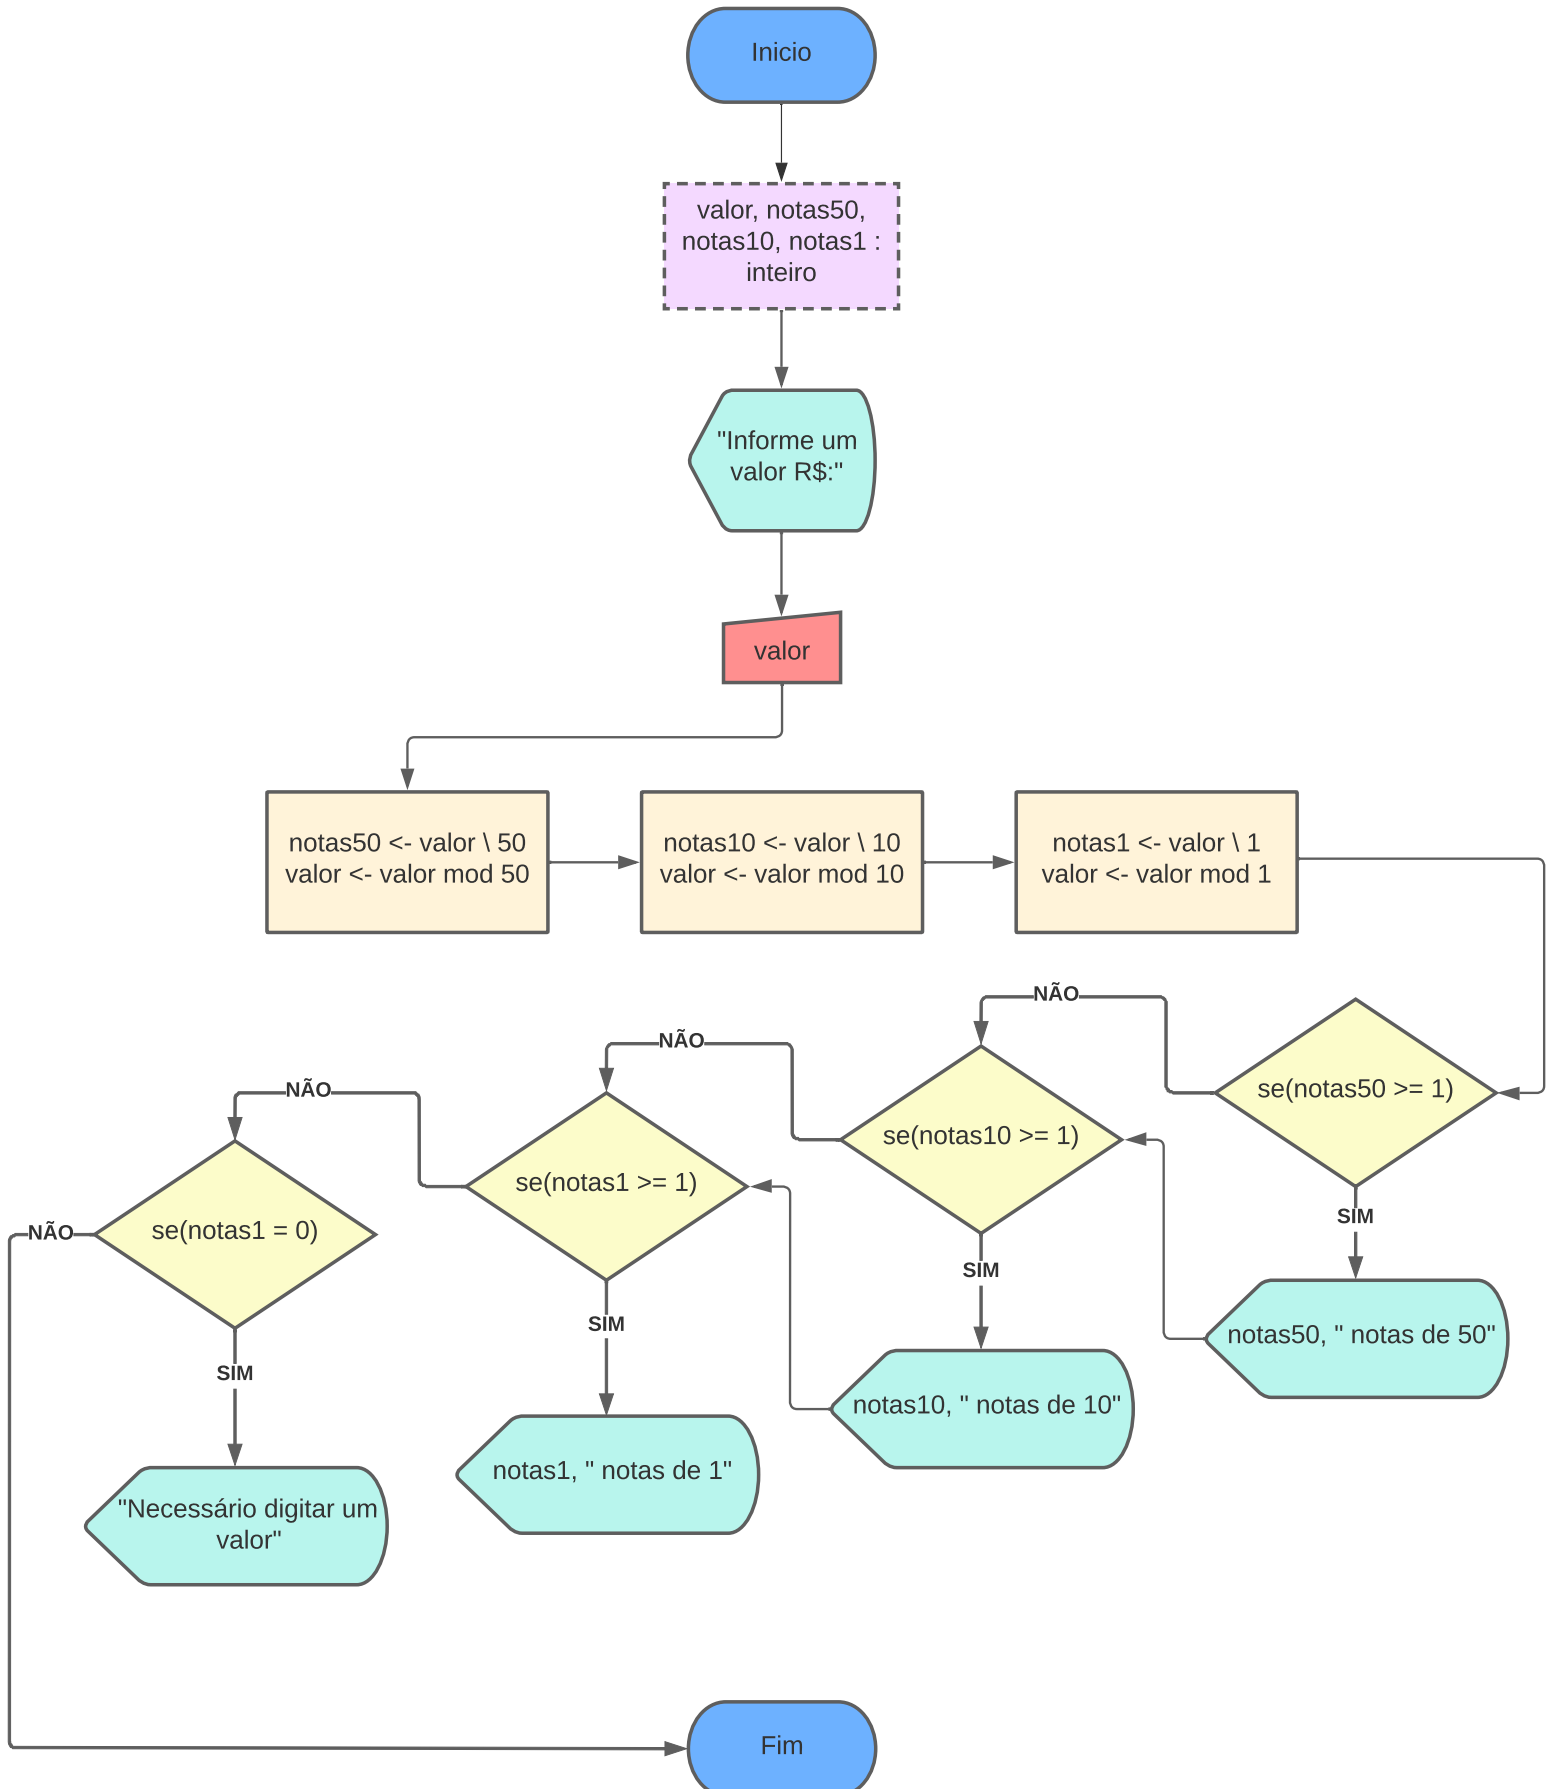 Inicio
valor, notas50,
notas10, notas1 :
inteiro
"Informe um
valor R$:"
valor
notas50 <- valor \ 50
valor <- valor mod 50
notas10 <- valor \ 10
valor <- valor mod 10
notas1 <- valor \ 1
valor <- valor mod 1
se(notas50 >= 1)
NÃO
SIM
notas50, " notas de 50"
se(notas10 >= 1)
NÃO
SIM
notas10, " notas de 10"
se(notas1 >= 1)
NÃO
SIM
notas1, " notas de 1"
se(notas1 = 0)
NÃO
SIM
"Necessário digitar um
valor"
Fim